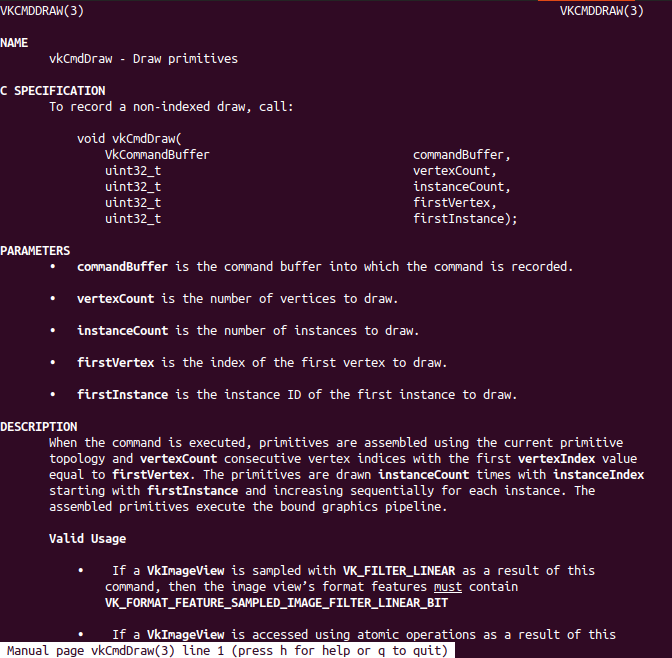 VKCMDDRAW(3) VKCMDDRAW(3)
NAME
vkCmdDraw - Draw primitives
C SPECIFICATION
To record a non-indexed draw, call:
void vkCmdDraw(
VkCommandBuffer commandBuffer,
uint32_t vertexCount,
uint32_t instanceCount,
uint32_t firstVertex,
uint32_t firstInstance);
PARAMETERS
• commandBuffer is the command buffer into which the command is recorded.
• vertexCount is the number of vertices to draw.
• instanceCount is the number of instances to draw.
• firstVertex is the index of the first vertex to draw.
• firstInstance is the instance ID of the first instance to draw.
DESCRIPTION
When the command is executed, primitives are assembled using the current primitive
topology and vertexCount consecutive vertex indices with the first vertexIndex value
equal to firstVertex. The primitives are drawn instanceCount times with instanceIndex
starting with firstInstance and increasing sequentially for each instance. The
assembled primitives execute the bound graphics pipeline.
Valid Usage
• If a VkImageView is sampled with VK_FILTER_LINEAR as a result of this
command, then the image view’s format features must contain
VK_FORMAT_FEATURE_SAMPLED_IMAGE_FILTER_LINEAR_BIT
• If a VkImageView is accessed using atomic operations as a result of this
Manual page vkCmdDraw(3) line 1 (press h for help or q to quit)